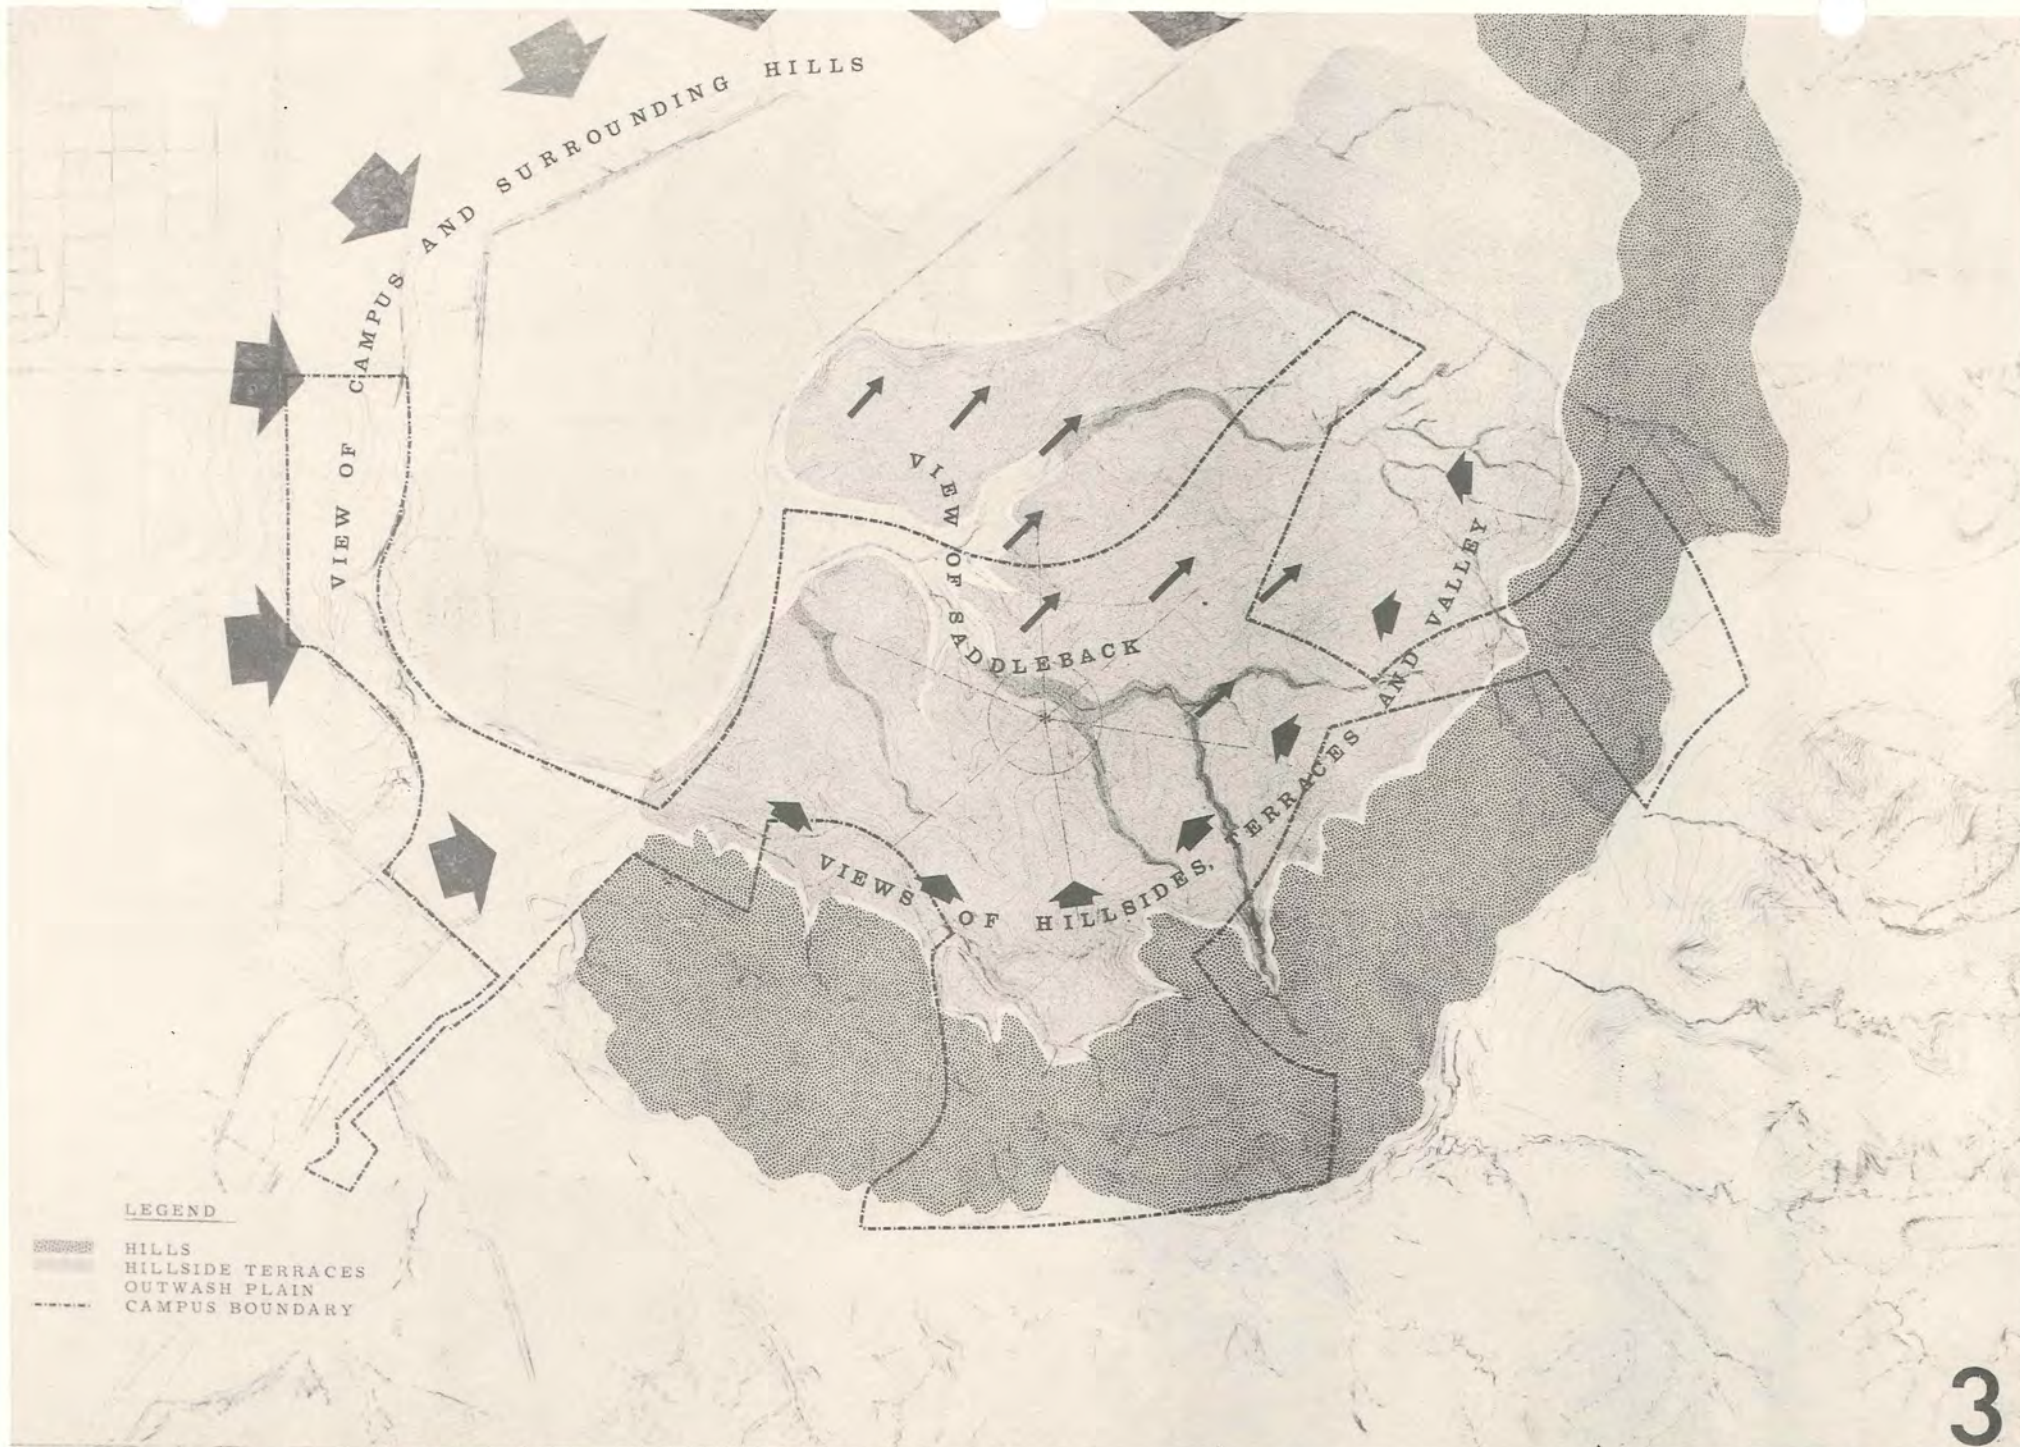 VIEW OF CAMPUS AND SURROUNDING HILLS
VIEW OF SADDLEBACK
VIEWS OF HILLSIDES, TERRACES AND VALLEY
LEGEND
HILLS
HILLSIDE TERRACES
OUTWASH PLAIN
CAMPUS BOUNDARY
3